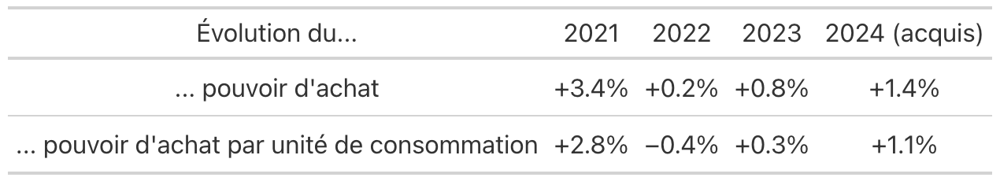 Évolution du... 2021 2022 2023 2024 (acquis)
... pouvoir d'achat +3.4% +0.2% +0.8% +1.4%
... pouvoir d'achat par unité de consommation +2.8% −0.4% +0.3% +1.1%